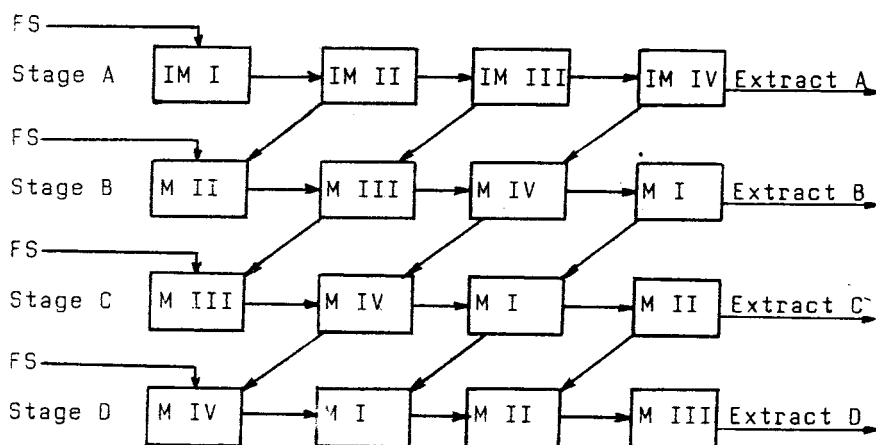 FS
Stage A IM I IM II IM III IM IV Extract A
FS
Stage B M II M III M IV M I Extract B
FS
Stage C M III M IV M I M II Extract C
FS
Stage D M IV M I M II M III Extract D